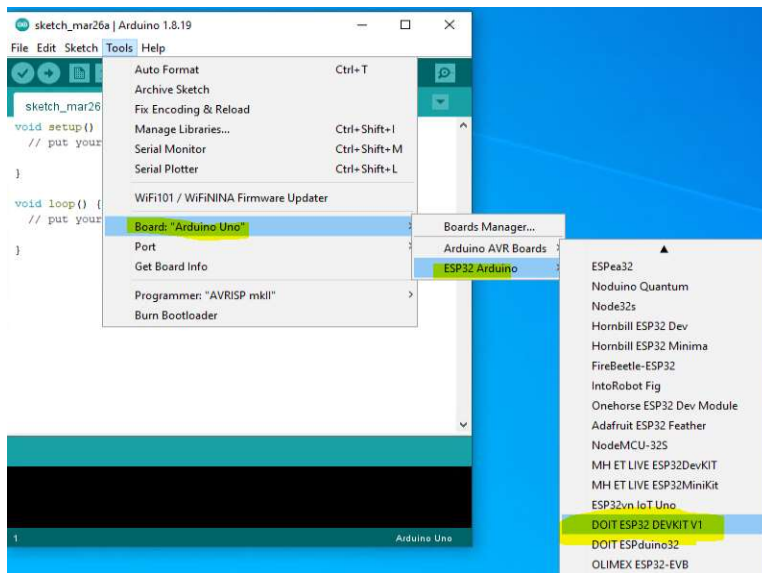 sketch_mar26a | Arduino 1.8.19
File Edit Sketch Tools Help
sketch_mar26
void setup()
// put your
}
void loop() {
// put your
}
Auto Format Ctrl+T
Archive Sketch
Fix Encoding & Reload
Manage Libraries... Ctrl+Shift+I
Serial Monitor Ctrl+Shift+M
Serial Plotter Ctrl+Shift+L
WiFi101 / WiFiNINA Firmware Updater
Board: "Arduino Uno"
Port
Get Board Info
Programmer: "AVRISP mkII"
Burn Bootloader
Boards Manager...
Arduino AVR Boards
ESP32 Arduino
ESPea32
Noduino Quantum
Node32s
Hornbill ESP32 Dev
Hornbill ESP32 Minima
FireBeetle-ESP32
IntoRobot Fig
Onehorse ESP32 Dev Module
Adafruit ESP32 Feather
NodeMCU-32S
MH ET LIVE ESP32DevKIT
MH ET LIVE ESP32MiniKit
ESP32vn IoT Uno
DOIT ESP32 DEVKIT V1
DOIT ESPduino32
OLIMEX ESP32-EVB
1 Arduino Uno